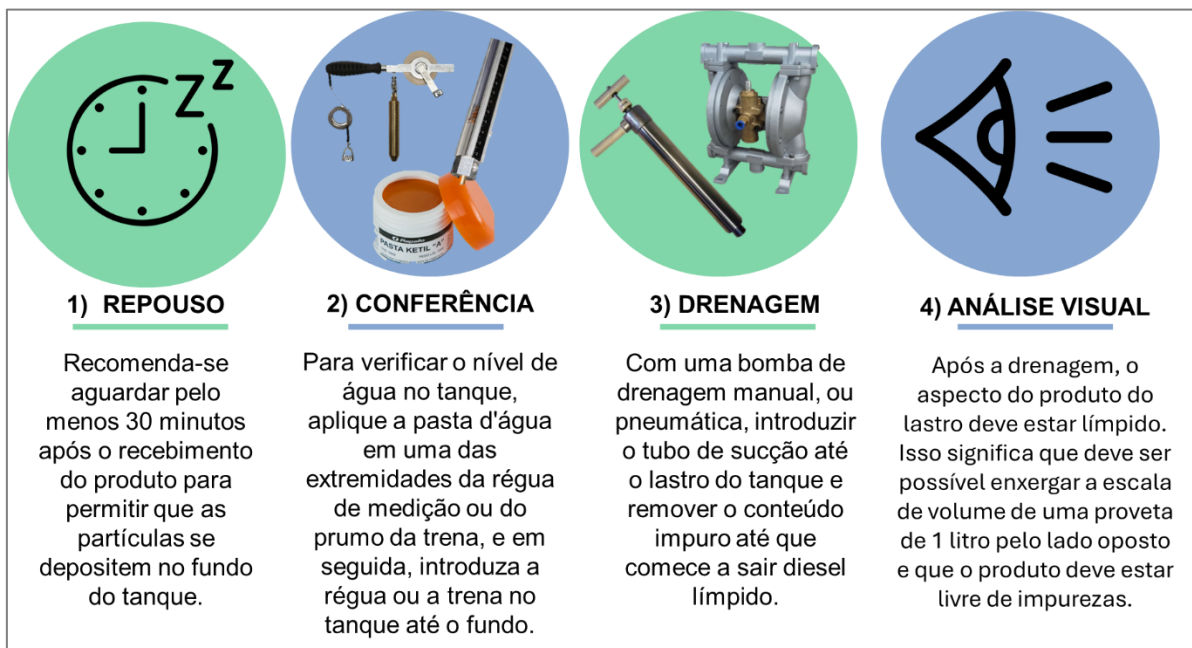 Z Z
PASTA KETIL "A"
1) REPOUSO
Recomenda-se
aguardar pelo
menos 30 minutos
após o recebimento
do produto para
permitir que as
partículas se
depositem no fundo
do tanque.
2) CONFERÊNCIA
Para verificar o nível de
água no tanque,
aplique a pasta d'água
em uma das
extremidades da régua
de medição ou do
prumo da trena, e em
seguida, introduza a
régua ou a trena no
tanque até o fundo.
3) DRENAGEM
Com uma bomba de
drenagem manual, ou
pneumática, introduzir
o tubo de sucção até
o lastro do tanque e
remover o conteúdo
impuro até que
comece a sair diesel
límpido.
4) ANÁLISE VISUAL
Após a drenagem, o
aspecto do produto do
lastro deve estar límpido.
Isso significa que deve ser
possível enxergar a escala
de volume de uma proveta
de 1 litro pelo lado oposto
e que o produto deve estar
livre de impurezas.